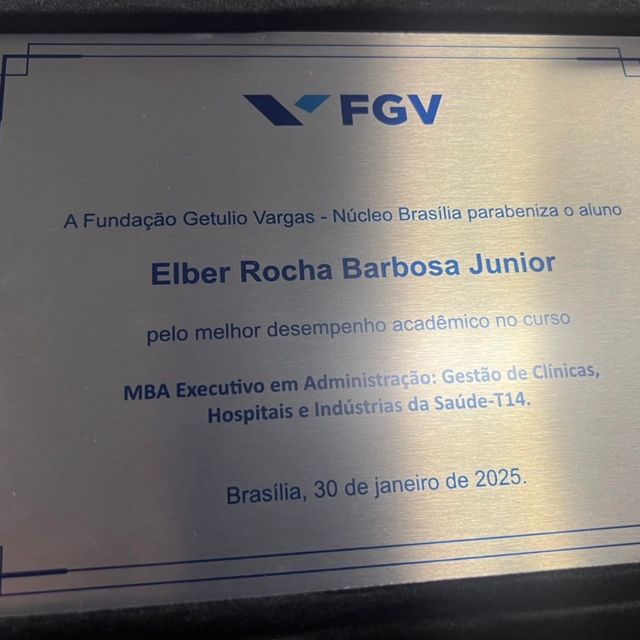 FGV
A Fundação Getulio Vargas - Núcleo Brasília parabeniza o aluno
Elber Rocha Barbosa Junior
pelo melhor desempenho acadêmico no curso
MBA Executivo em Administração: Gestão de Clínicas,
Hospitais e Indústrias da Saúde-T14.
Brasília, 30 de janeiro de 2025.